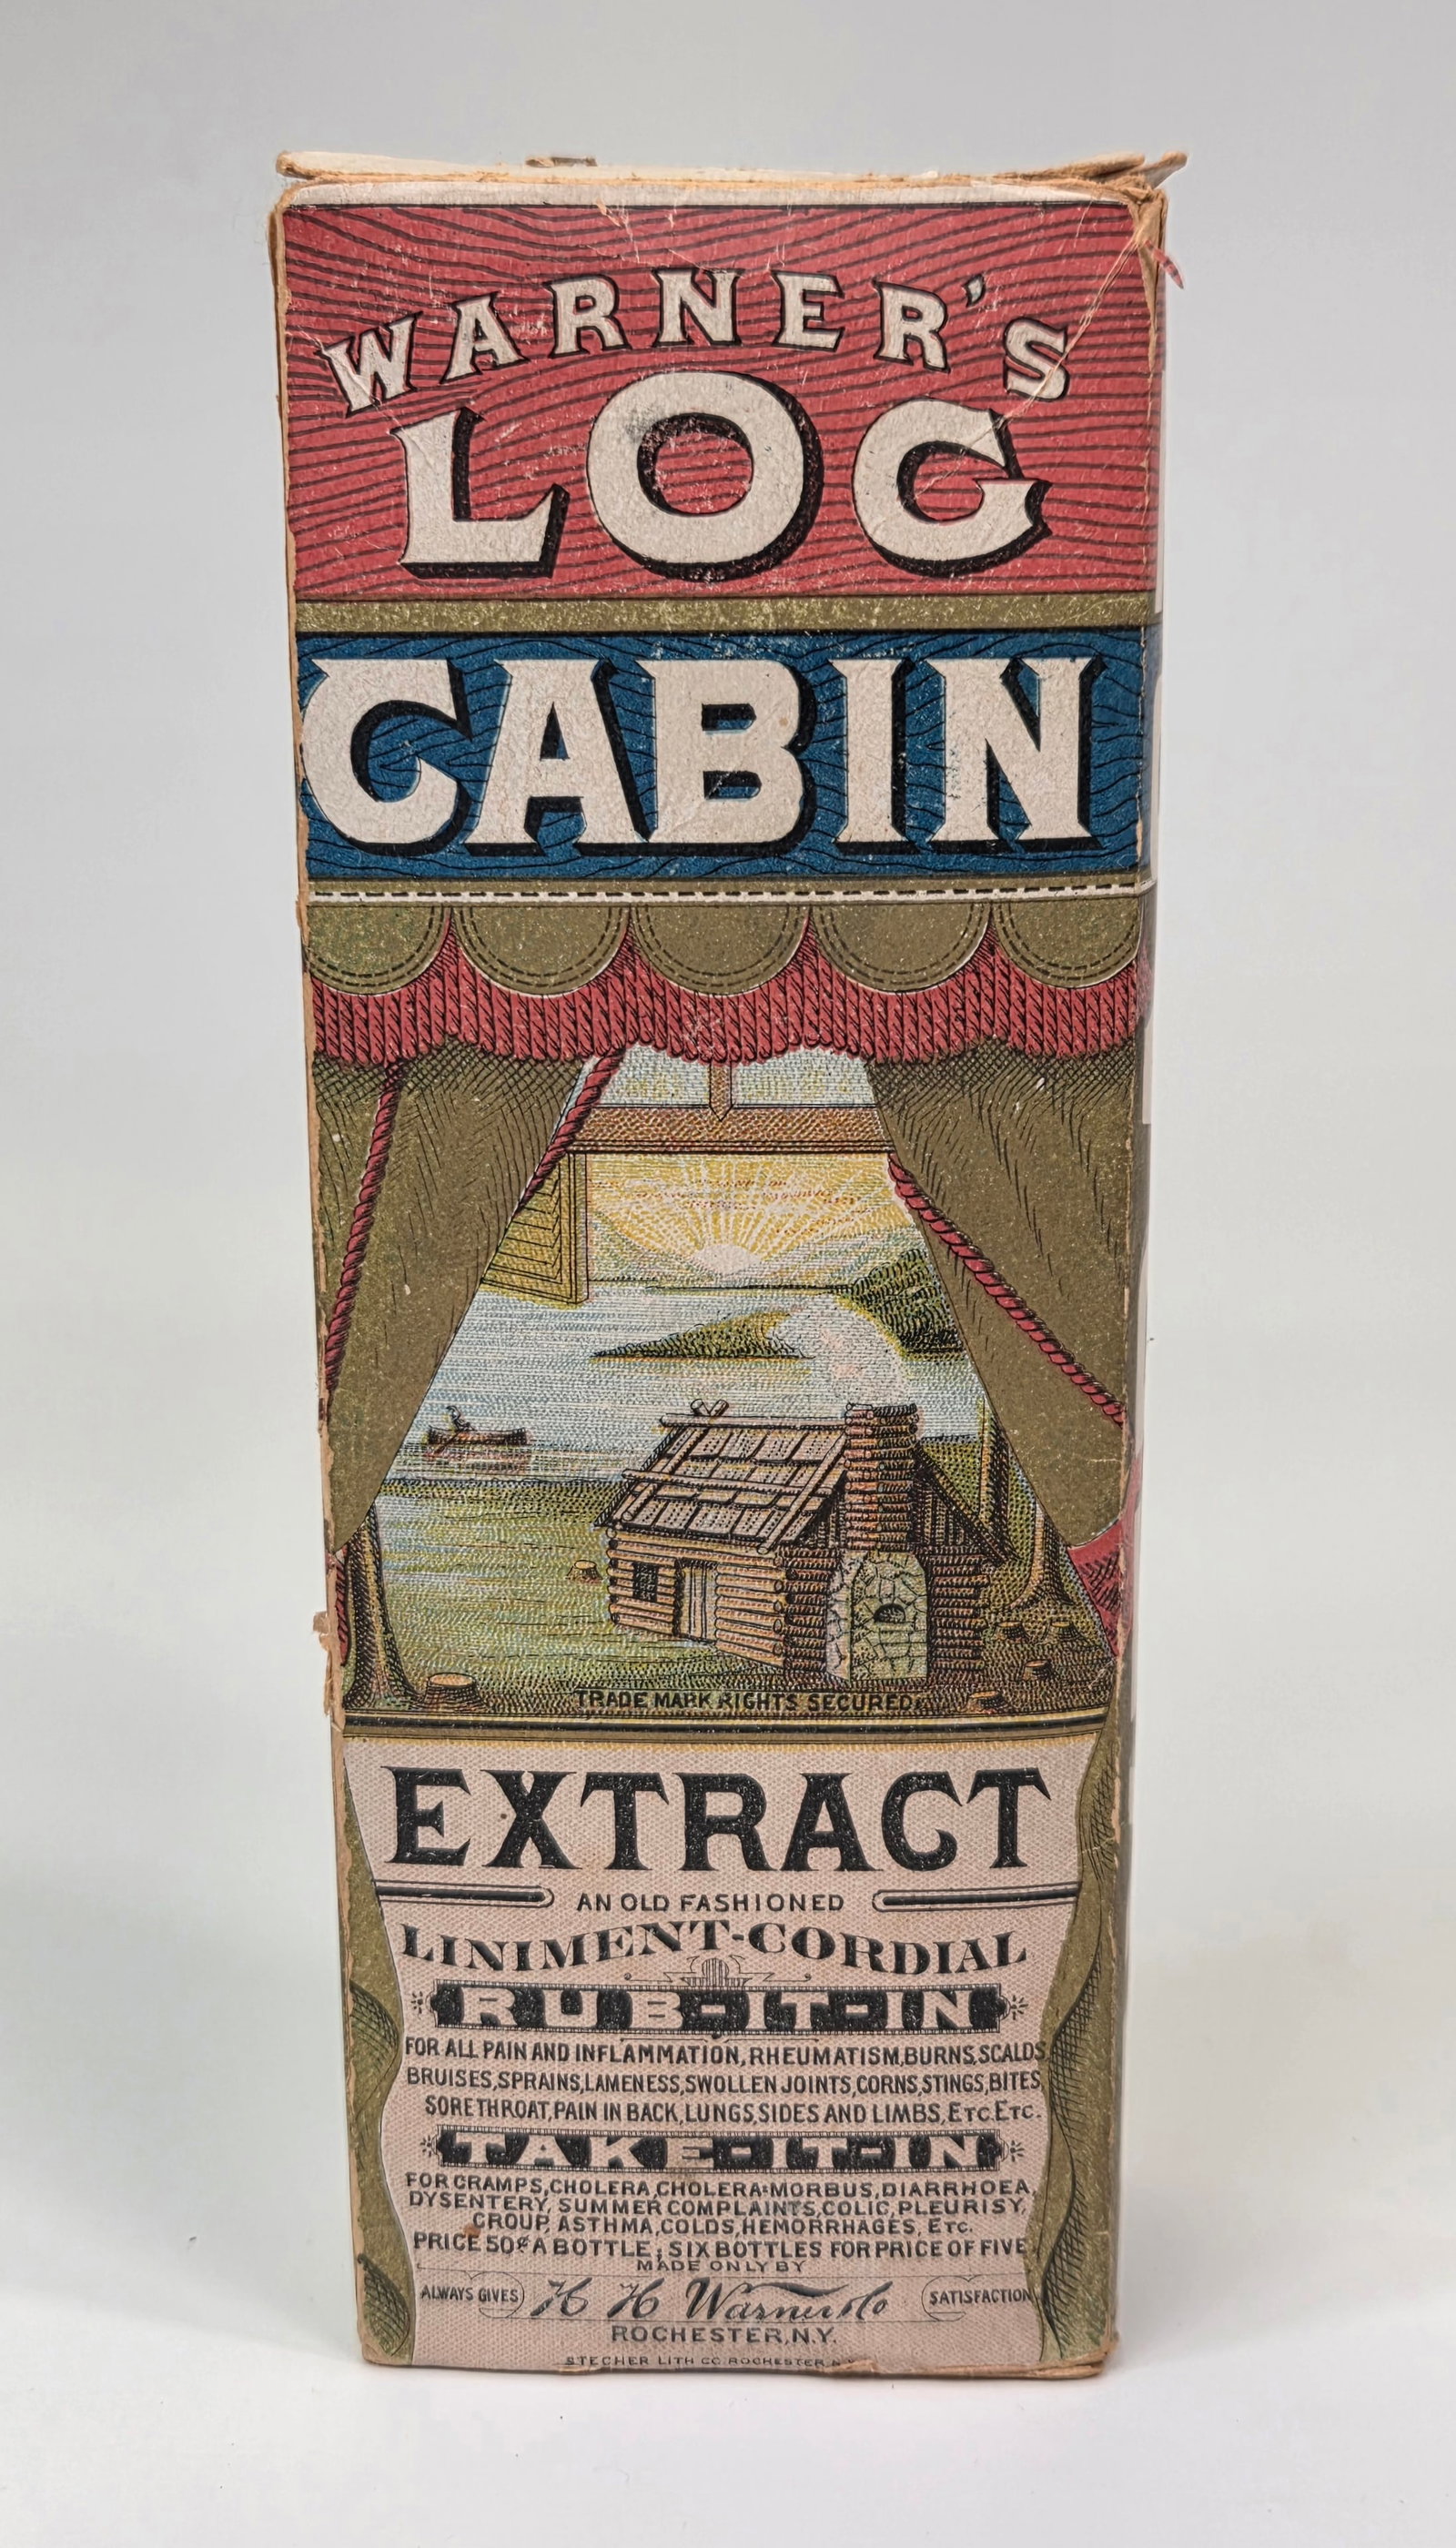 WARNER'S
LOG
CABIN
TRADE MARK RIGHTS SECURED.
EXTRACT
AN OLD FASHIONED
LINIMENT-CORDIAL
RUB-IT-IN
FOR ALL PAIN AND INFLAMMATION, RHEUMATISM, BURNS, SCALDS,
BRUISES, SPRAINS, LAMENESS, SWOLLEN JOINTS, CORNS, STINGS, BITES,
SORE THROAT, PAIN IN BACK, LUNGS, SIDES AND LIMBS, ETC. ETC.
TAKE-IT-IN
FOR CRAMPS, CHOLERA, CHOLERA-MORBUS, DIARRHOEA,
DYSENTERY, SUMMER COMPLAINTS, COLIC, PLEURISY,
CROUP, ASTHMA, COLDS, HEMORRHAGES, ETC.
PRICE 50¢ A BOTTLE; SIX BOTTLES FOR PRICE OF FIVE.
MADE ONLY BY
ALWAYS GIVES H H Warner & Co SATISFACTION
ROCHESTER, N.Y.
STECHER LITH CO. ROCHESTER N.Y.